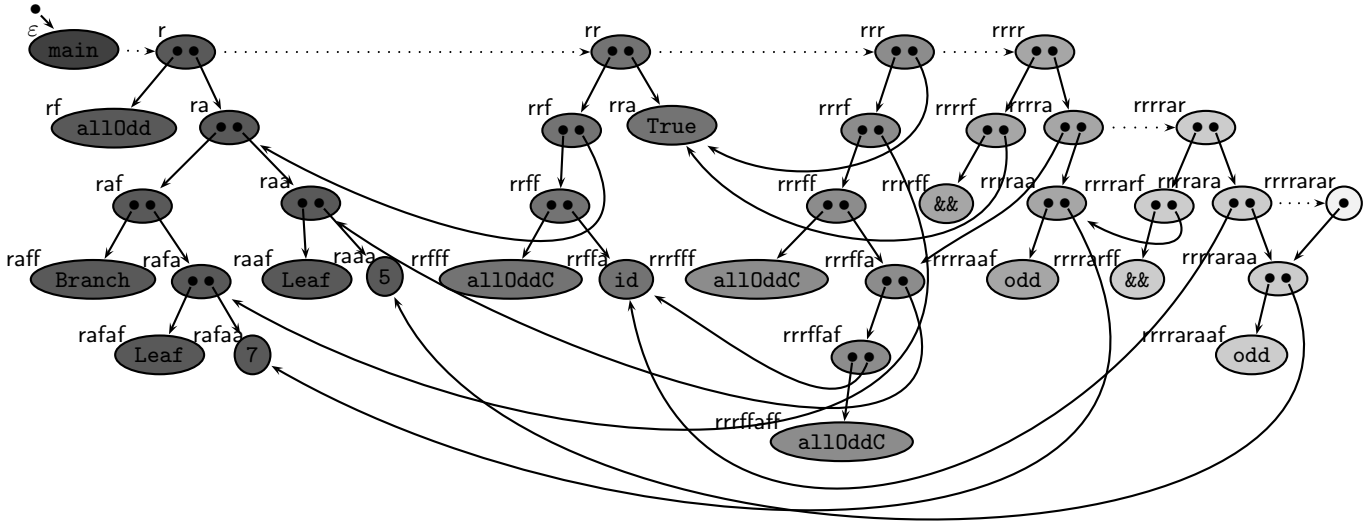 ε r rr rrr rrrr
main
rf ra rrf rra rrrf rrrrf rrrra rrrrar
allOdd True
raf raa rrff rrrff rrrrff rrrraa rrrrarf rrrrara rrrrarar
&&
raff rafa raaf raaa rrfff rrffa rrrfff rrrffa rrrraaf rrrrarff rrrraraa
Branch Leaf 5 allOddC id allOddC odd &&
rafaf rafaa rrrffaf rrrraraaf
Leaf 7 odd
rrrffaff
allOddC